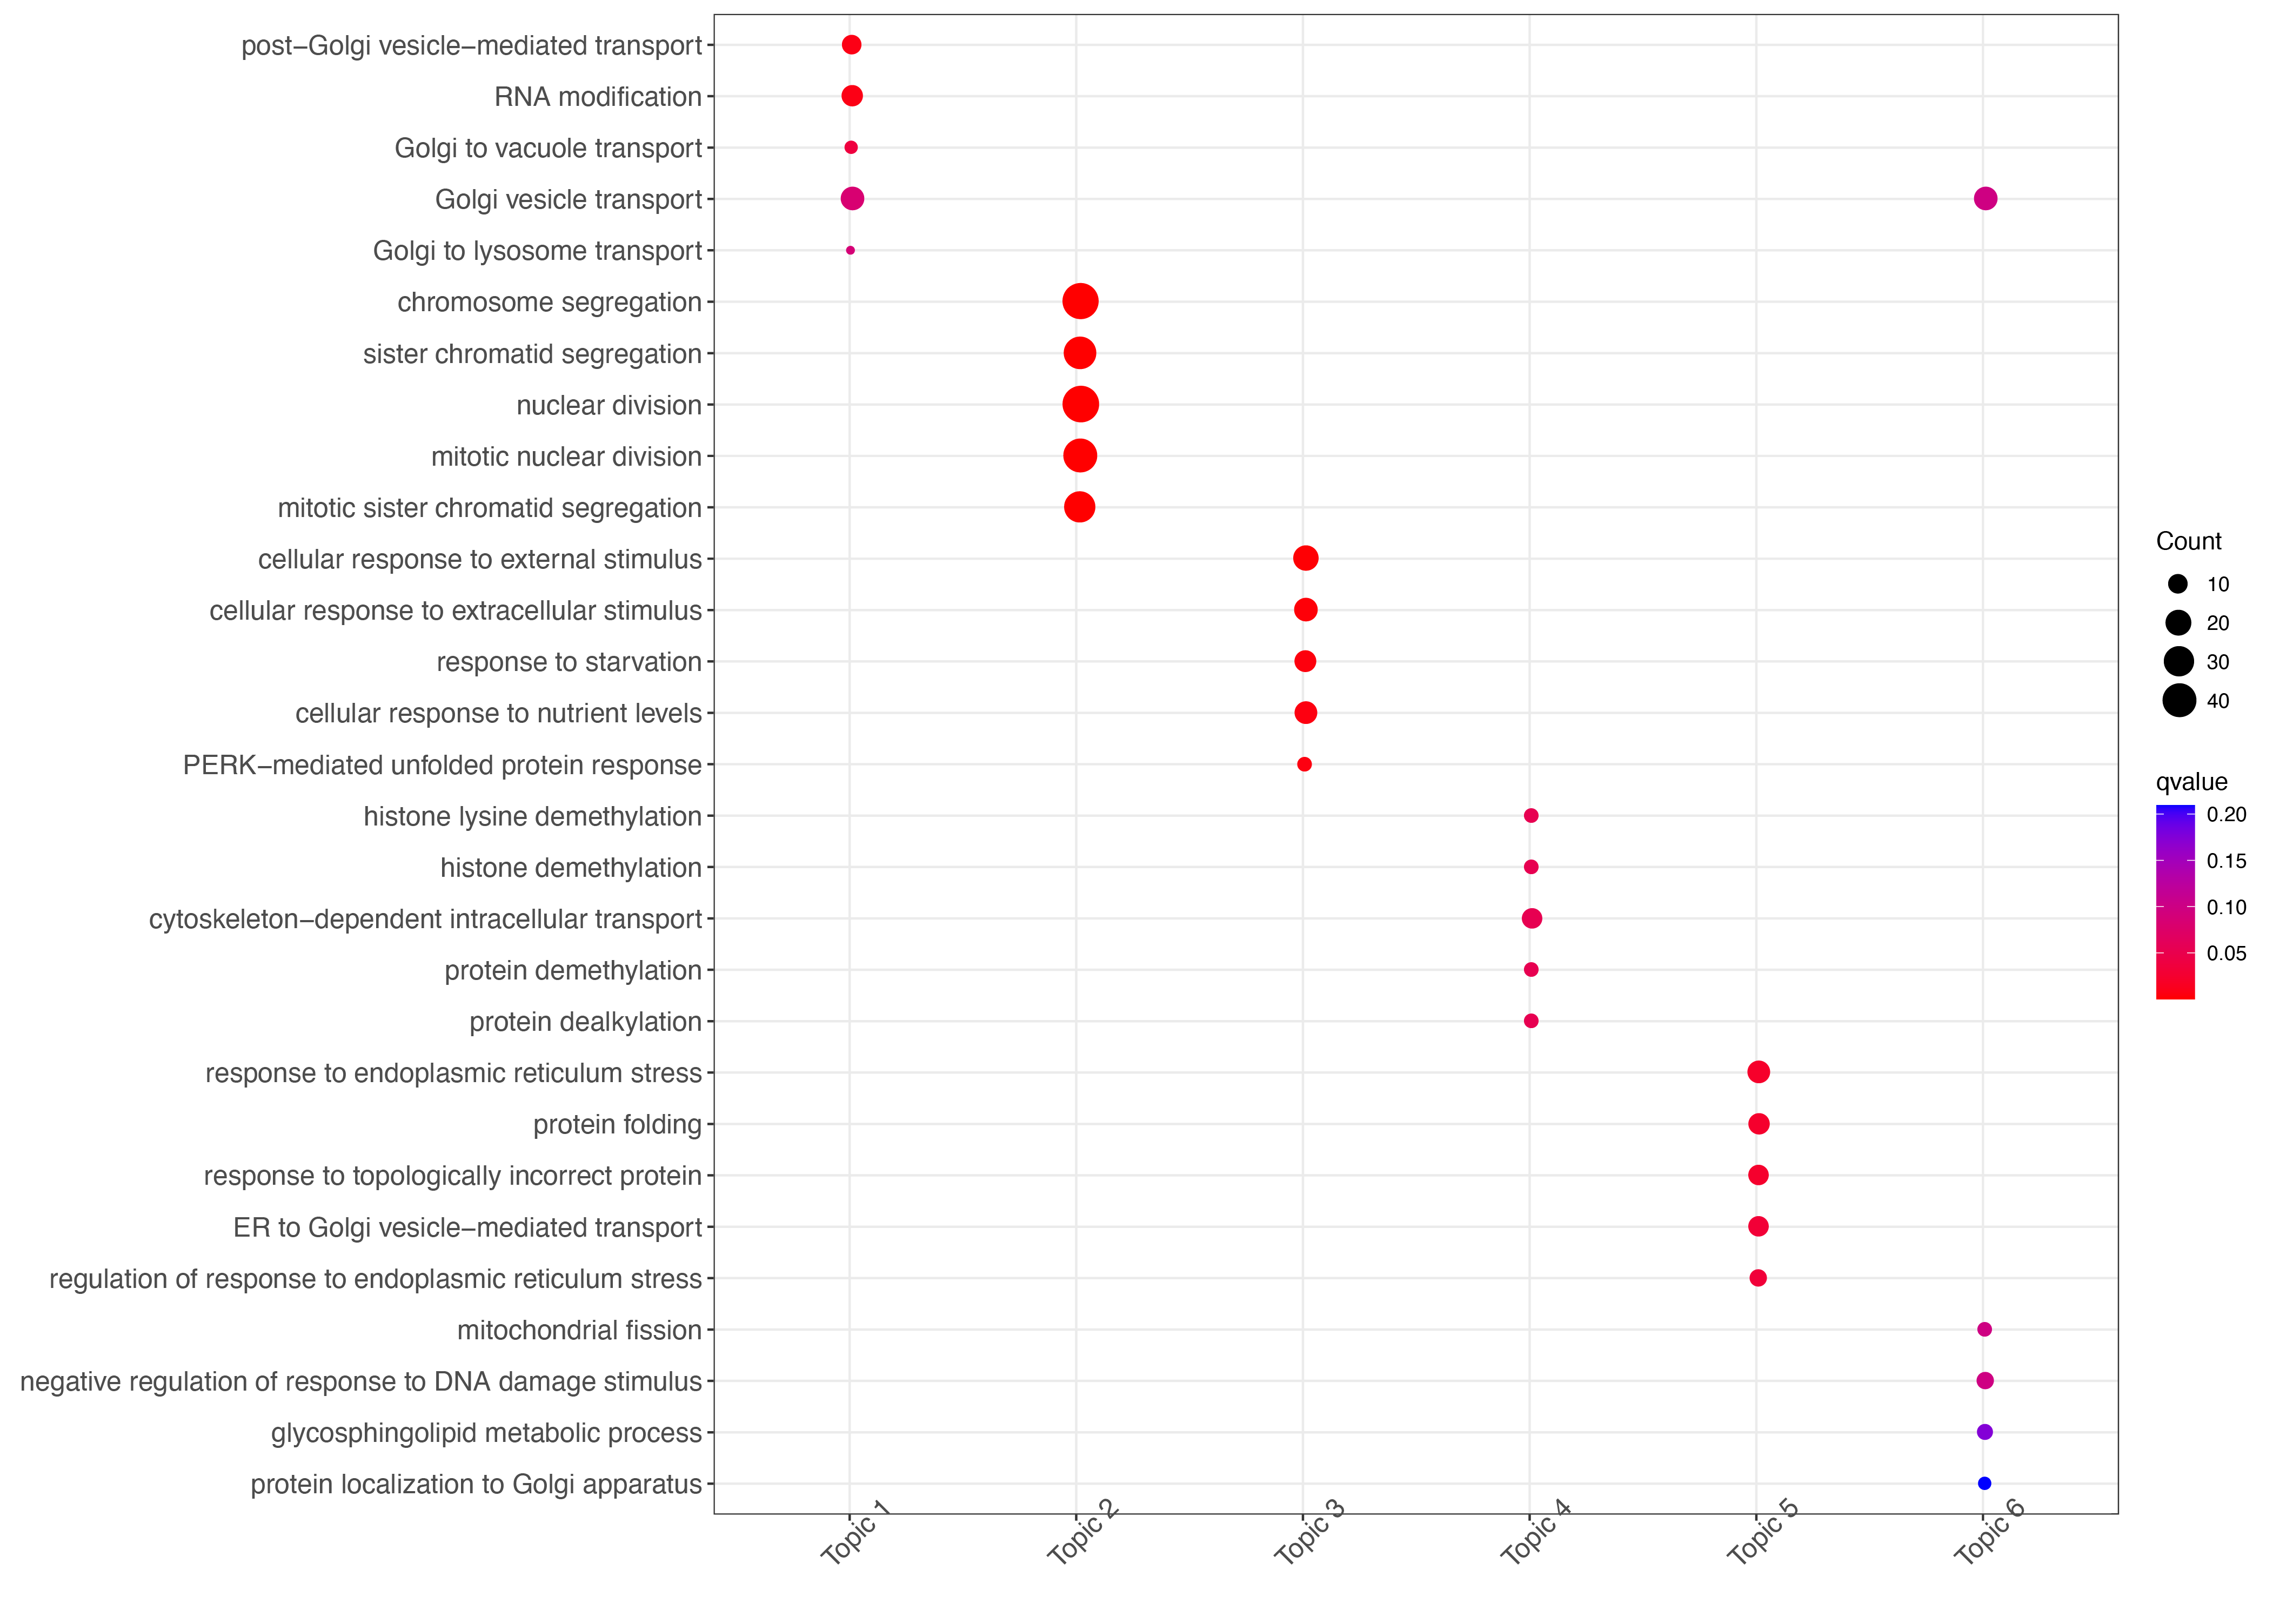 post−Golgi vesicle−mediated transport
RNA modification
Golgi to vacuole transport
Golgi vesicle transport
Golgi to lysosome transport
chromosome segregation
sister chromatid segregation
nuclear division
mitotic nuclear division
mitotic sister chromatid segregation
cellular response to external stimulus
cellular response to extracellular stimulus
response to starvation
cellular response to nutrient levels
PERK−mediated unfolded protein response
histone lysine demethylation
histone demethylation
cytoskeleton−dependent intracellular transport
protein demethylation
protein dealkylation
response to endoplasmic reticulum stress
protein folding
response to topologically incorrect protein
ER to Golgi vesicle−mediated transport
regulation of response to endoplasmic reticulum stress
mitochondrial fission
negative regulation of response to DNA damage stimulus
glycosphingolipid metabolic process
protein localization to Golgi apparatus
Topic 1
Topic 2
Topic 3
Topic 4
Topic 5
Topic 6
Count
10
20
30
40
qvalue
0.20
0.15
0.10
0.05